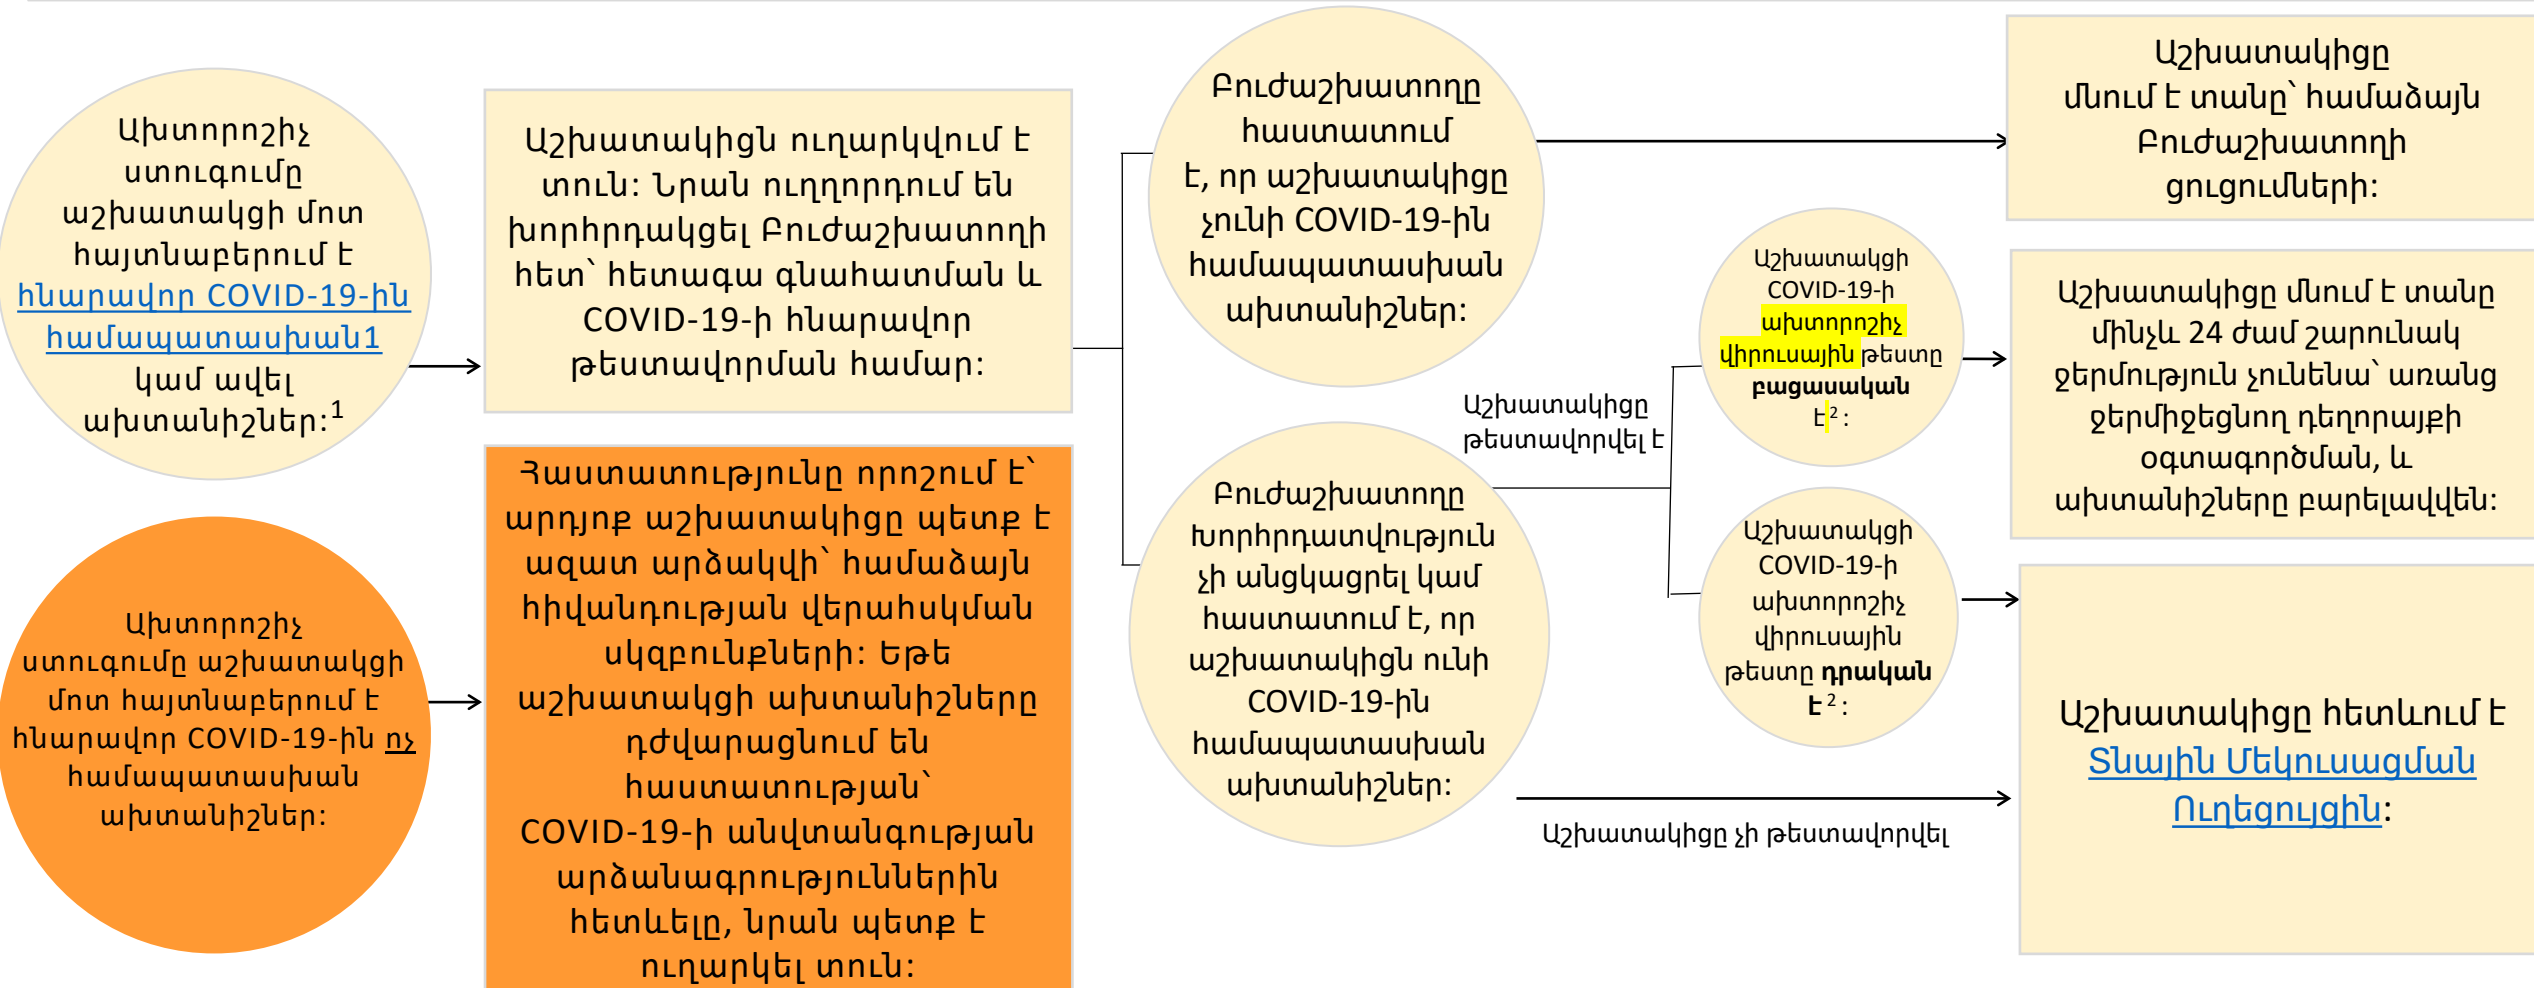 Ախտորոշիչ
ստուգումը
աշխատակցի մոտ
հայտնաբերում է
հնարավոր COVID-19-ին
համապատասխան1
կամ ավել
ախտանիշներ:1
Աշխատակիցն ուղարկվում է
տուն: Նրան ուղղորդում են
խորհրդակցել Բուժաշխատողի
հետ՝ հետագա գնահատման և
COVID-19-ի հնարավոր
թեստավորման համար:
Բուժաշխատողը
հաստատում
է, որ աշխատակիցը
չունի COVID-19-ին
համապատասխան
ախտանիշներ:
Աշխատակիցը
մնում է տանը՝ համաձայն
Բուժաշխատողի
ցուցումների:
Աշխատակցի
COVID-19-ի
ախտորոշիչ
վիրուսային թեստը
բացասական
է2 :
Աշխատակիցը մնում է տանը
մինչև 24 ժամ շարունակ
ջերմություն չունենա՝ առանց
ջերմիջեցնող դեղորայքի
օգտագործման, և
ախտանիշները բարելավվեն:
Աշխատակիցը
թեստավորվել է
Բուժաշխատողը
Խորհրդատվություն
չի անցկացրել կամ
հաստատում է, որ
աշխատակիցն ունի
COVID-19-ին
համապատասխան
ախտանիշներ:
Աշխատակցի
COVID-19-ի
ախտորոշիչ
վիրուսային
թեստը դրական
է 2 :
Աշխատակիցը չի թեստավորվել
Աշխատակիցը հետևում է
Տնային Մեկուսացման
Ուղեցույցին:
Ախտորոշիչ
ստուգումը աշխատակցի
մոտ հայտնաբերում է
հնարավոր COVID-19-ին ոչ
համապատասխան
ախտանիշներ:
Հաստատությունը որոշում է՝
արդյոք աշխատակիցը պետք է
ազատ արձակվի՝ համաձայն
հիվանդության վերահսկման
սկզբունքների: Եթե
աշխատակցի ախտանիշները
դժվարացնում են
հաստատության՝
COVID-19-ի անվտանգության
արձանագրություններին
հետևելը, նրան պետք է
ուղարկել տուն: